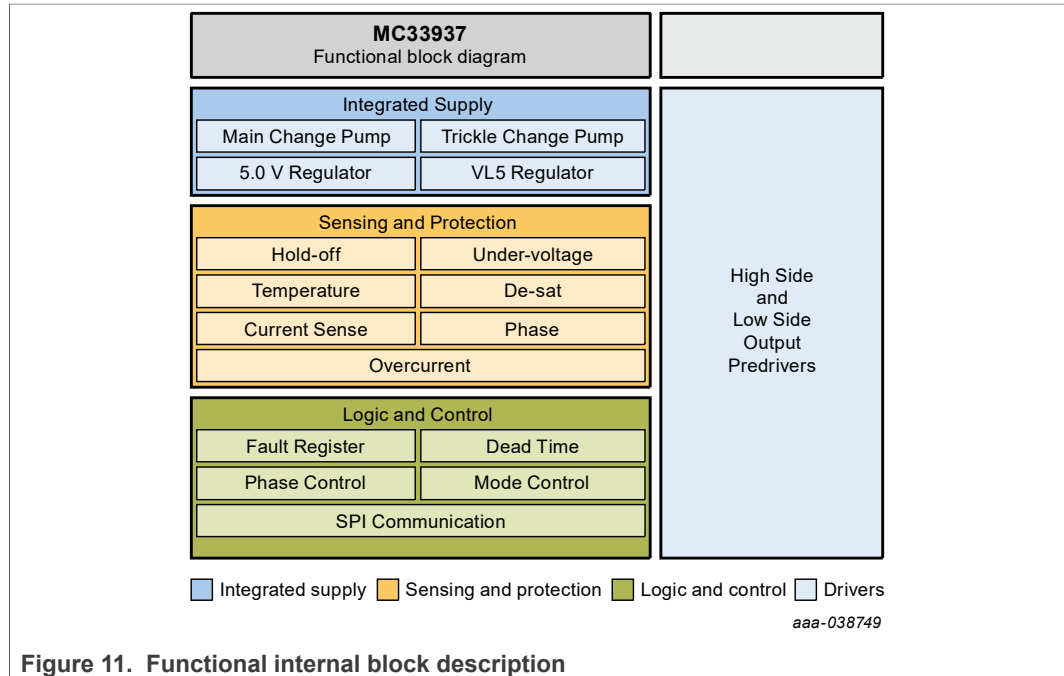 MC33937
Functional block diagram
Integrated Supply
Main Change Pump
Trickle Change Pump
5.0 V Regulator
VL5 Regulator
Sensing and Protection
Hold-off
Under-voltage
Temperature
De-sat
Current Sense
Phase
Overcurrent
Logic and Control
Fault Register
Dead Time
Phase Control
Mode Control
SPI Communication
High Side
and
Low Side
Output
Predrivers
Integrated supply
Sensing and protection
Logic and control
Drivers
aaa-038749
Figure 11. Functional internal block description